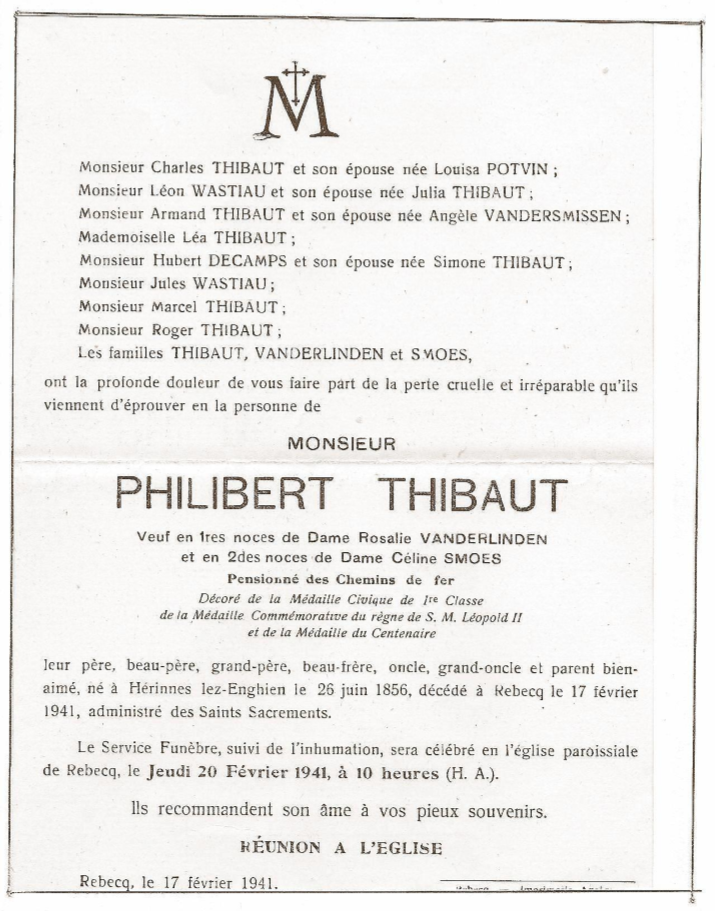 M
Monsieur Charles THIBAUT et son épouse née Louisa POTVIN ;
Monsieur Léon WASTIAU et son épouse née Julia THIBAUT ;
Monsieur Armand THIBAUT et son épouse née Angèle VANDERSMISSEN ;
Mademoiselle Léa THIBAUT ;
Monsieur Hubert DECAMPS et son épouse née Simone THIBAUT ;
Monsieur Jules WASTIAU ;
Monsieur Marcel THIBAUT ;
Monsieur Roger THIBAUT ;
Les familles THIBAUT, VANDERLINDEN et SMOES,
ont la profonde douleur de vous faire part de la perte cruelle et irréparable qu'ils
viennent d'éprouver en la personne de
MONSIEUR
PHILIBERT THIBAUT
Veuf en 1res noces de Dame Rosalie VANDERLINDEN
et en 2des noces de Dame Céline SMOES
Pensionné des Chemins de fer
Décoré de la Médaille Civique de 1re Classe
de la Médaille Commémorative du règne de S. M. Léopold II
et de la Médaille du Centenaire
leur père, beau-père, grand-père, beau-frère, oncle, grand-oncle et parent bien-
aimé, né à Hérinnes lez-Enghien le 26 juin 1856, décédé à Rebecq le 17 février
1941, administré des Saints Sacrements.
Le Service Funèbre, suivi de l'inhumation, sera célébré en l'église paroissiale
de Rebecq, le Jeudi 20 Février 1941, à 10 heures (H. A.).
Ils recommandent son âme à vos pieux souvenirs.
RÉUNION A L'EGLISE
Rebecq, le 17 février 1941.